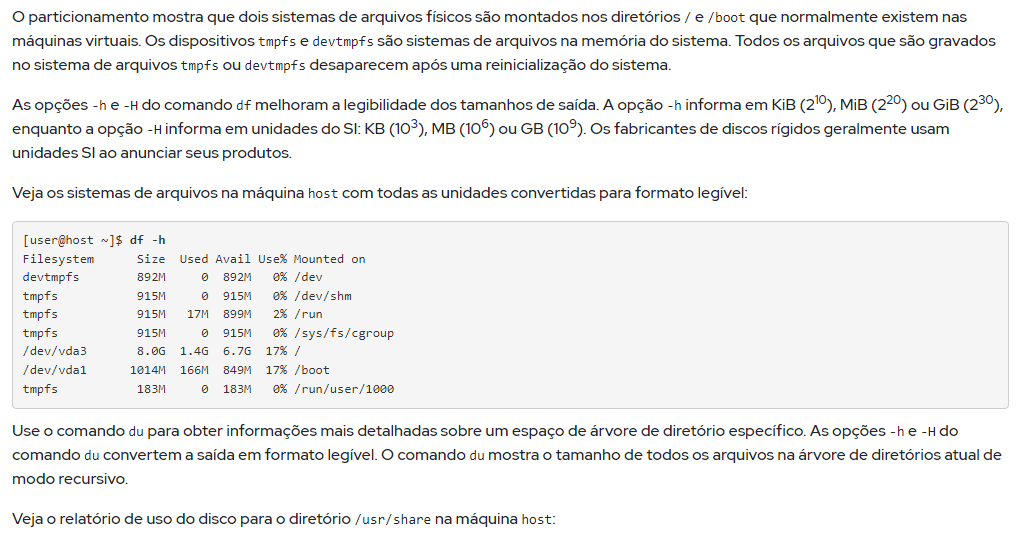 O particionamento mostra que dois sistemas de arquivos físicos são montados nos diretórios / e /boot que normalmente existem nas
máquinas virtuais. Os dispositivos tmpfs e devtmpfs são sistemas de arquivos na memória do sistema. Todos os arquivos que são gravados
no sistema de arquivos tmpfs ou devtmpfs desaparecem após uma reinicialização do sistema.
As opções -h e -H do comando df melhoram a legibilidade dos tamanhos de saída. A opção -h informa em KiB (2^10), MiB (2^20) ou GiB (2^30),
enquanto a opção -H informa em unidades do SI: KB (10^3), MB (10^6) ou GB (10^9). Os fabricantes de discos rígidos geralmente usam
unidades SI ao anunciar seus produtos.
Veja os sistemas de arquivos na máquina host com todas as unidades convertidas para formato legível:
[user@host ~]$ df -h
Filesystem      Size  Used Avail Use% Mounted on
devtmpfs        892M     0  892M   0% /dev
tmpfs           915M     0  915M   0% /dev/shm
tmpfs           915M   17M  899M   2% /run
tmpfs           915M     0  915M   0% /sys/fs/cgroup
/dev/vda3       8.0G  1.4G  6.7G  17% /
/dev/vda1      1014M  166M  849M  17% /boot
tmpfs           183M     0  183M   0% /run/user/1000
Use o comando du para obter informações mais detalhadas sobre um espaço de árvore de diretório específico. As opções -h e -H do
comando du convertem a saída em formato legível. O comando du mostra o tamanho de todos os arquivos na árvore de diretórios atual de
modo recursivo.
Veja o relatório de uso do disco para o diretório /usr/share na máquina host: